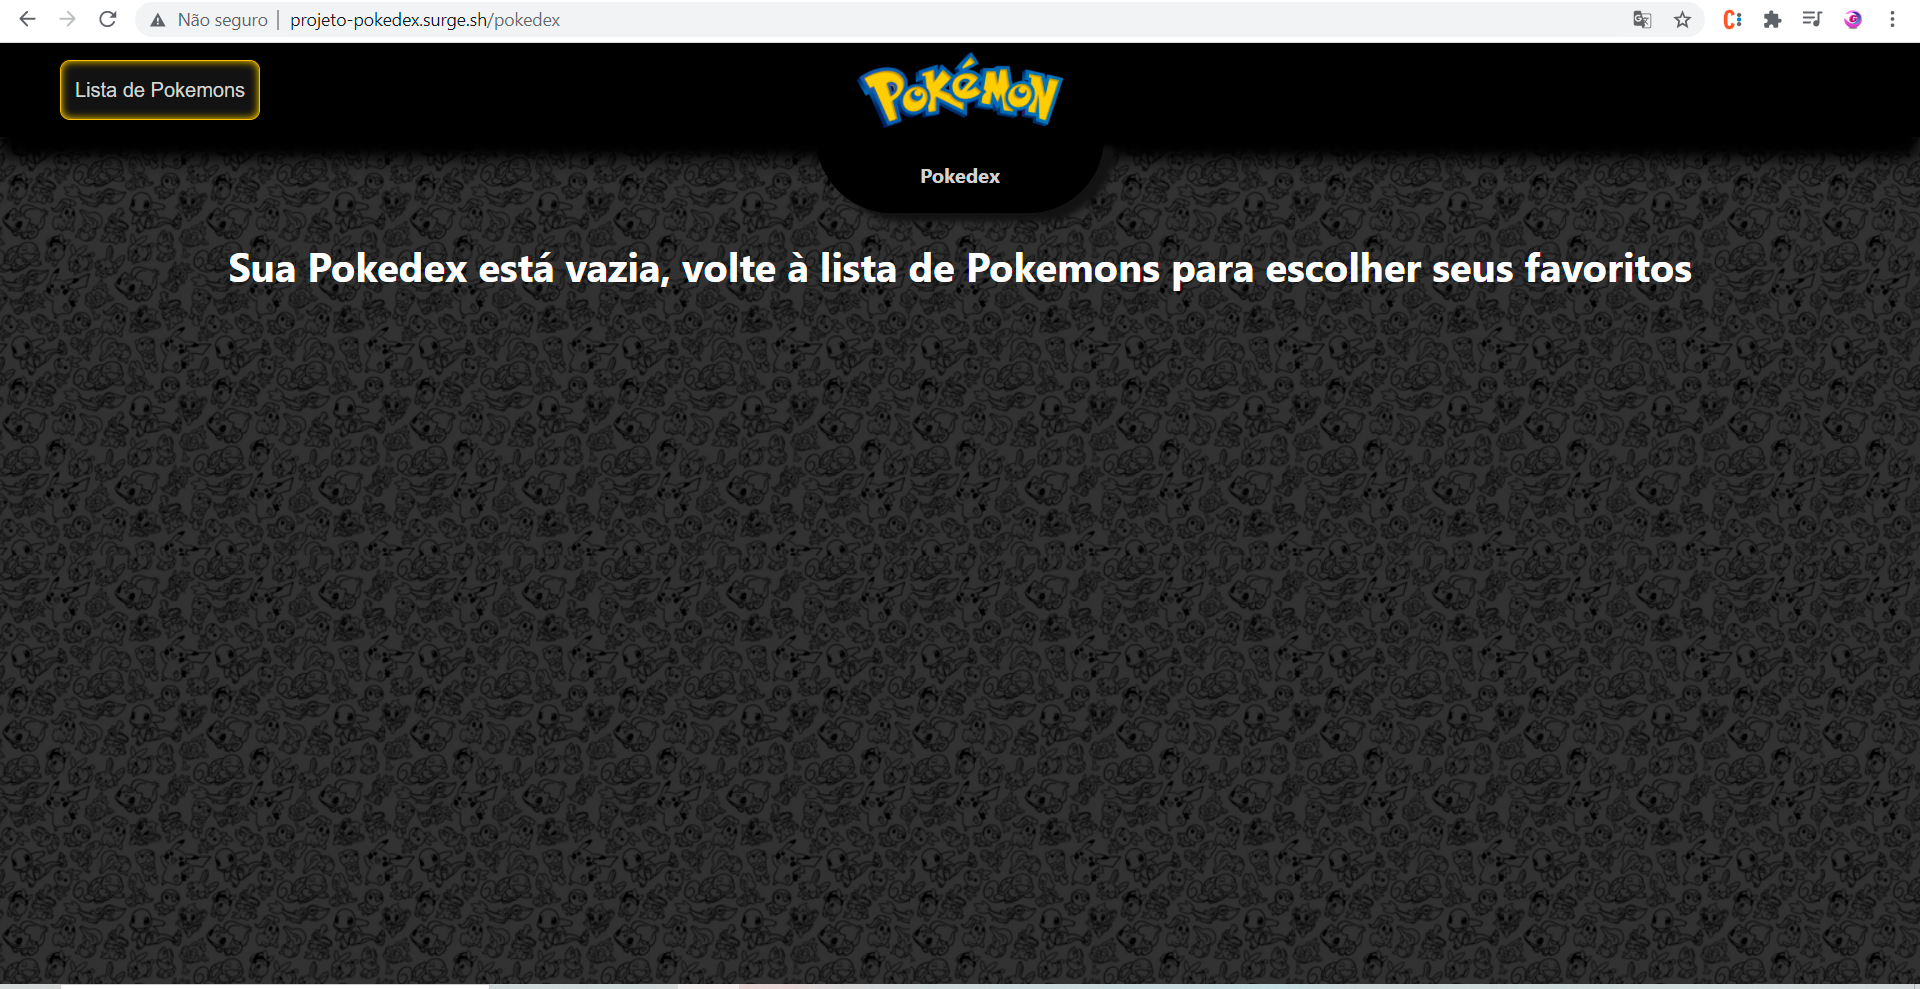 Não seguro | projeto-pokedex.surge.sh/pokedex
Lista de Pokemons
POKéMON
Pokedex
Sua Pokedex está vazia, volte à lista de Pokemons para escolher seus favoritos